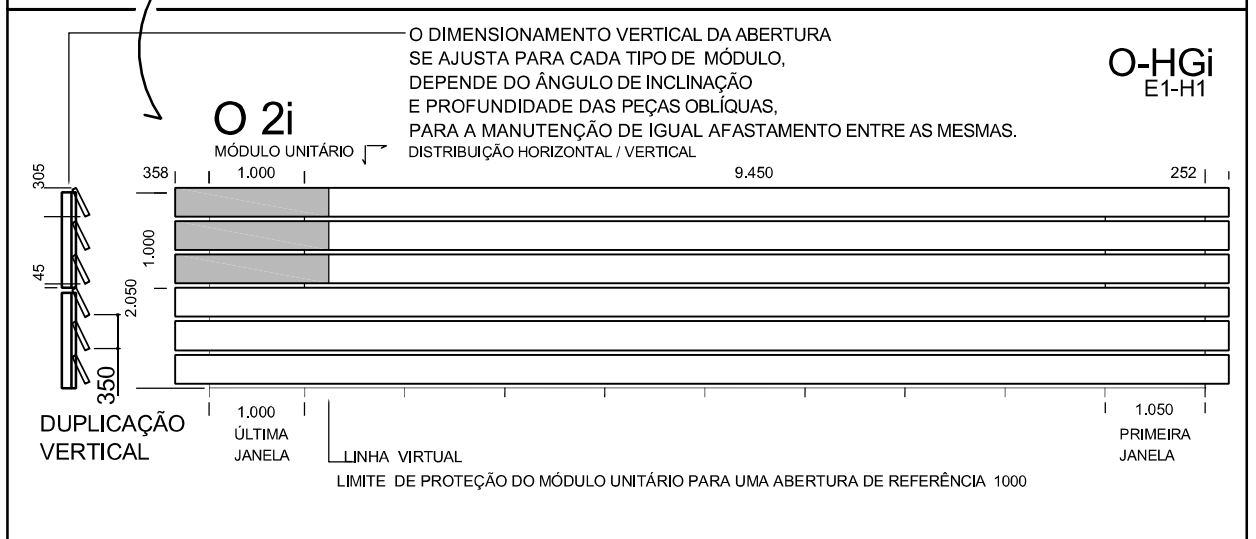 O DIMENSIONAMENTO VERTICAL DA ABERTURA
SE AJUSTA PARA CADA TIPO DE MÓDULO,
DEPENDE DO ÂNGULO DE INCLINAÇÃO
E PROFUNDIDADE DAS PEÇAS OBLÍQUAS,
PARA A MANUTENÇÃO DE IGUAL AFASTAMENTO ENTRE AS MESMAS.
DISTRIBUIÇÃO HORIZONTAL / VERTICAL
O-HGi
E1-H1
O 2i
MÓDULO UNITÁRIO
358
1.000
9.450
252
305
45
1.000
2.050
350
DUPLICAÇÃO
VERTICAL
1.000
ÚLTIMA
JANELA
1.050
PRIMEIRA
JANELA
LINHA VIRTUAL
LIMITE DE PROTEÇÃO DO MÓDULO UNITÁRIO PARA UMA ABERTURA DE REFERÊNCIA 1000